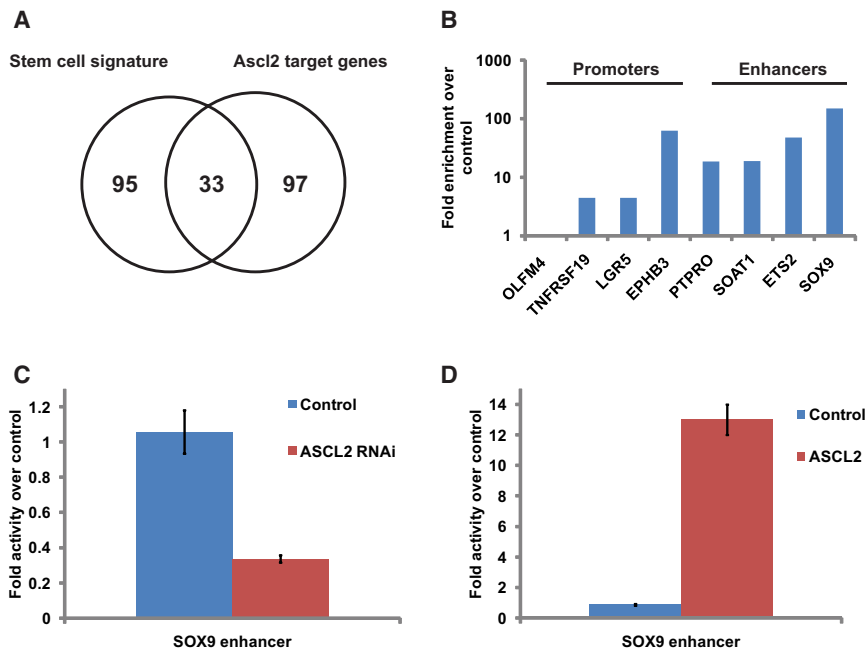 A
Stem cell signature
Ascl2 target genes
95
33
97
B
Fold enrichment over
control
1000
100
10
1
Promoters
Enhancers
OLFM4
TNFRSF19
LGR5
EPHB3
PTPRO
SOAT1
ETS2
SOX9
C
Fold activity over control
1.2
1
0.8
0.6
0.4
0.2
0
Control
ASCL2 RNAi
SOX9 enhancer
D
Fold activity over control
14
12
10
8
6
4
2
0
Control
ASCL2
SOX9 enhancer